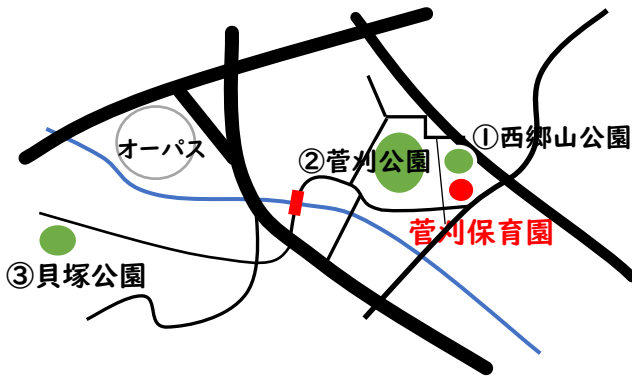 ①西郷山公園
オーパス
②菅刈公園
菅刈保育園
③貝塚公園